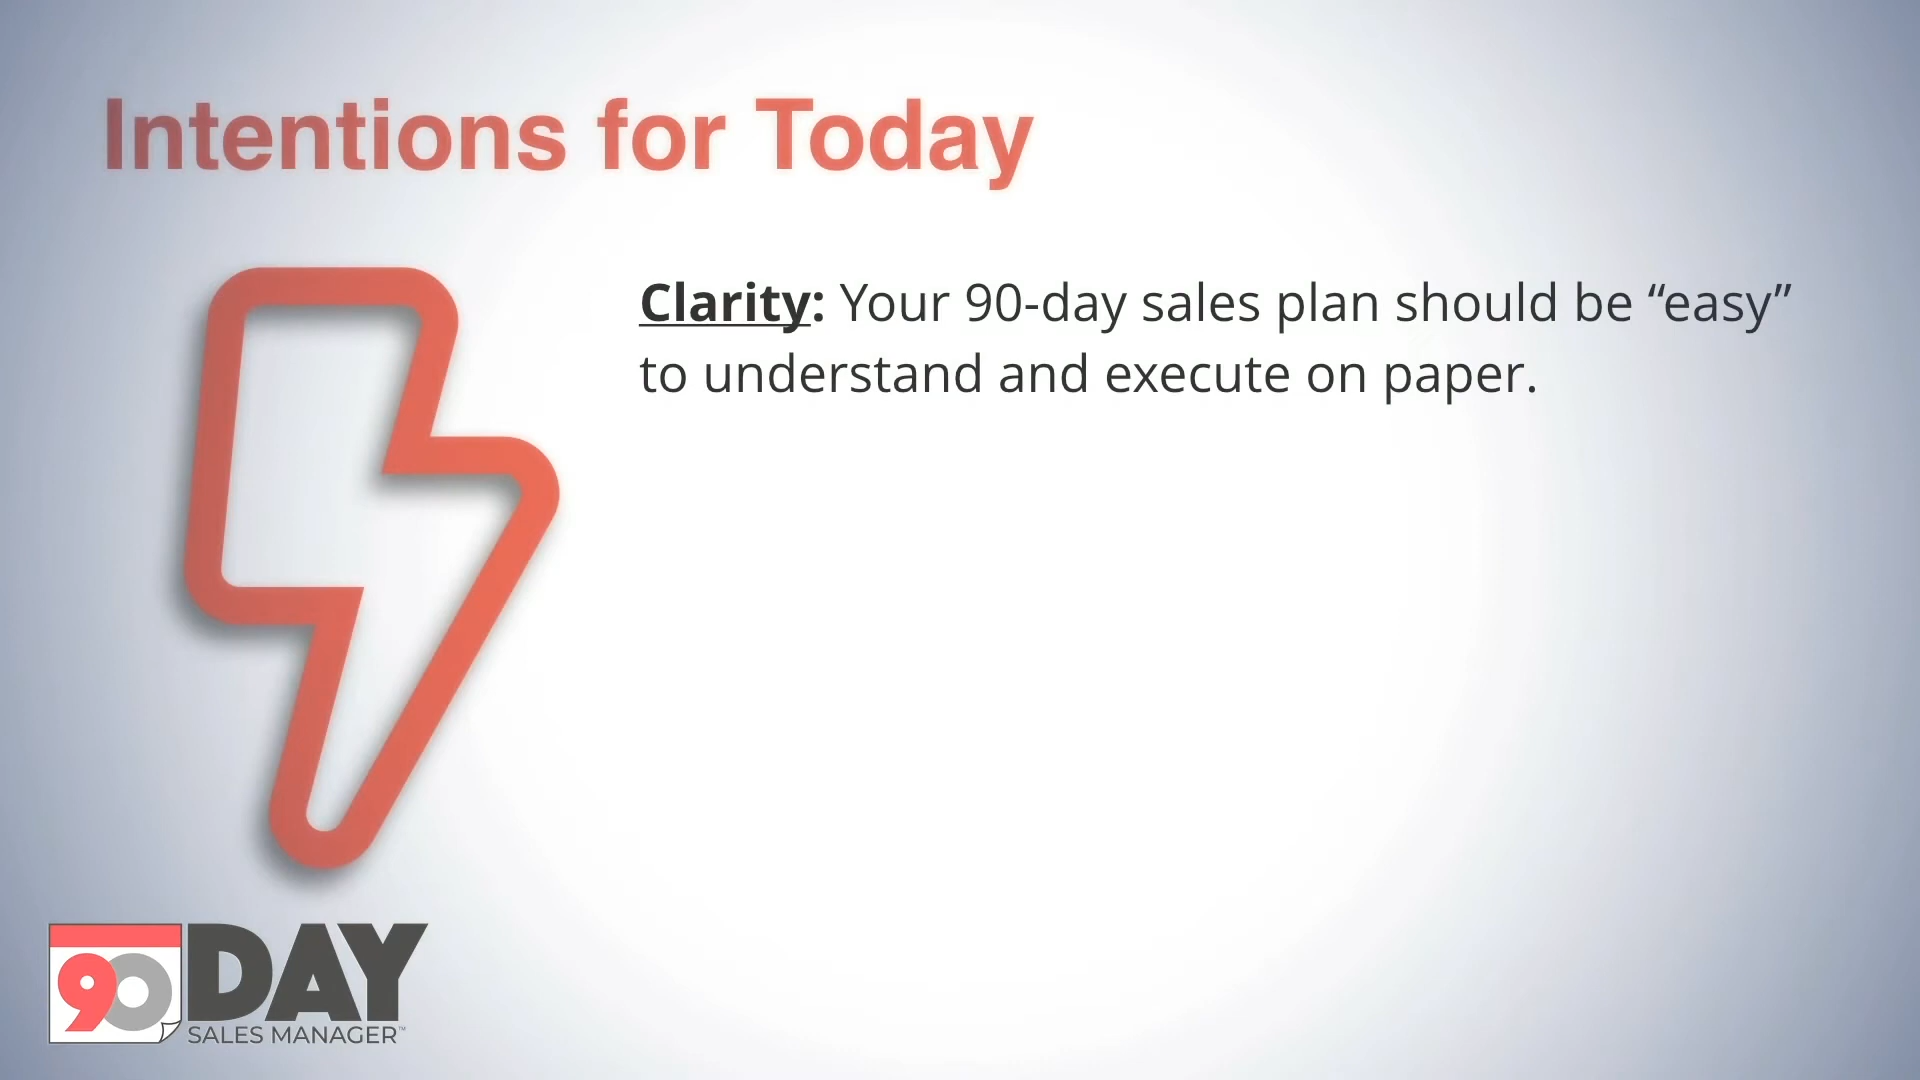 Intentions for Today
Clarity: Your 90-day sales plan should be “easy”
to understand and execute on paper.
90 DAY
SALES MANAGER™